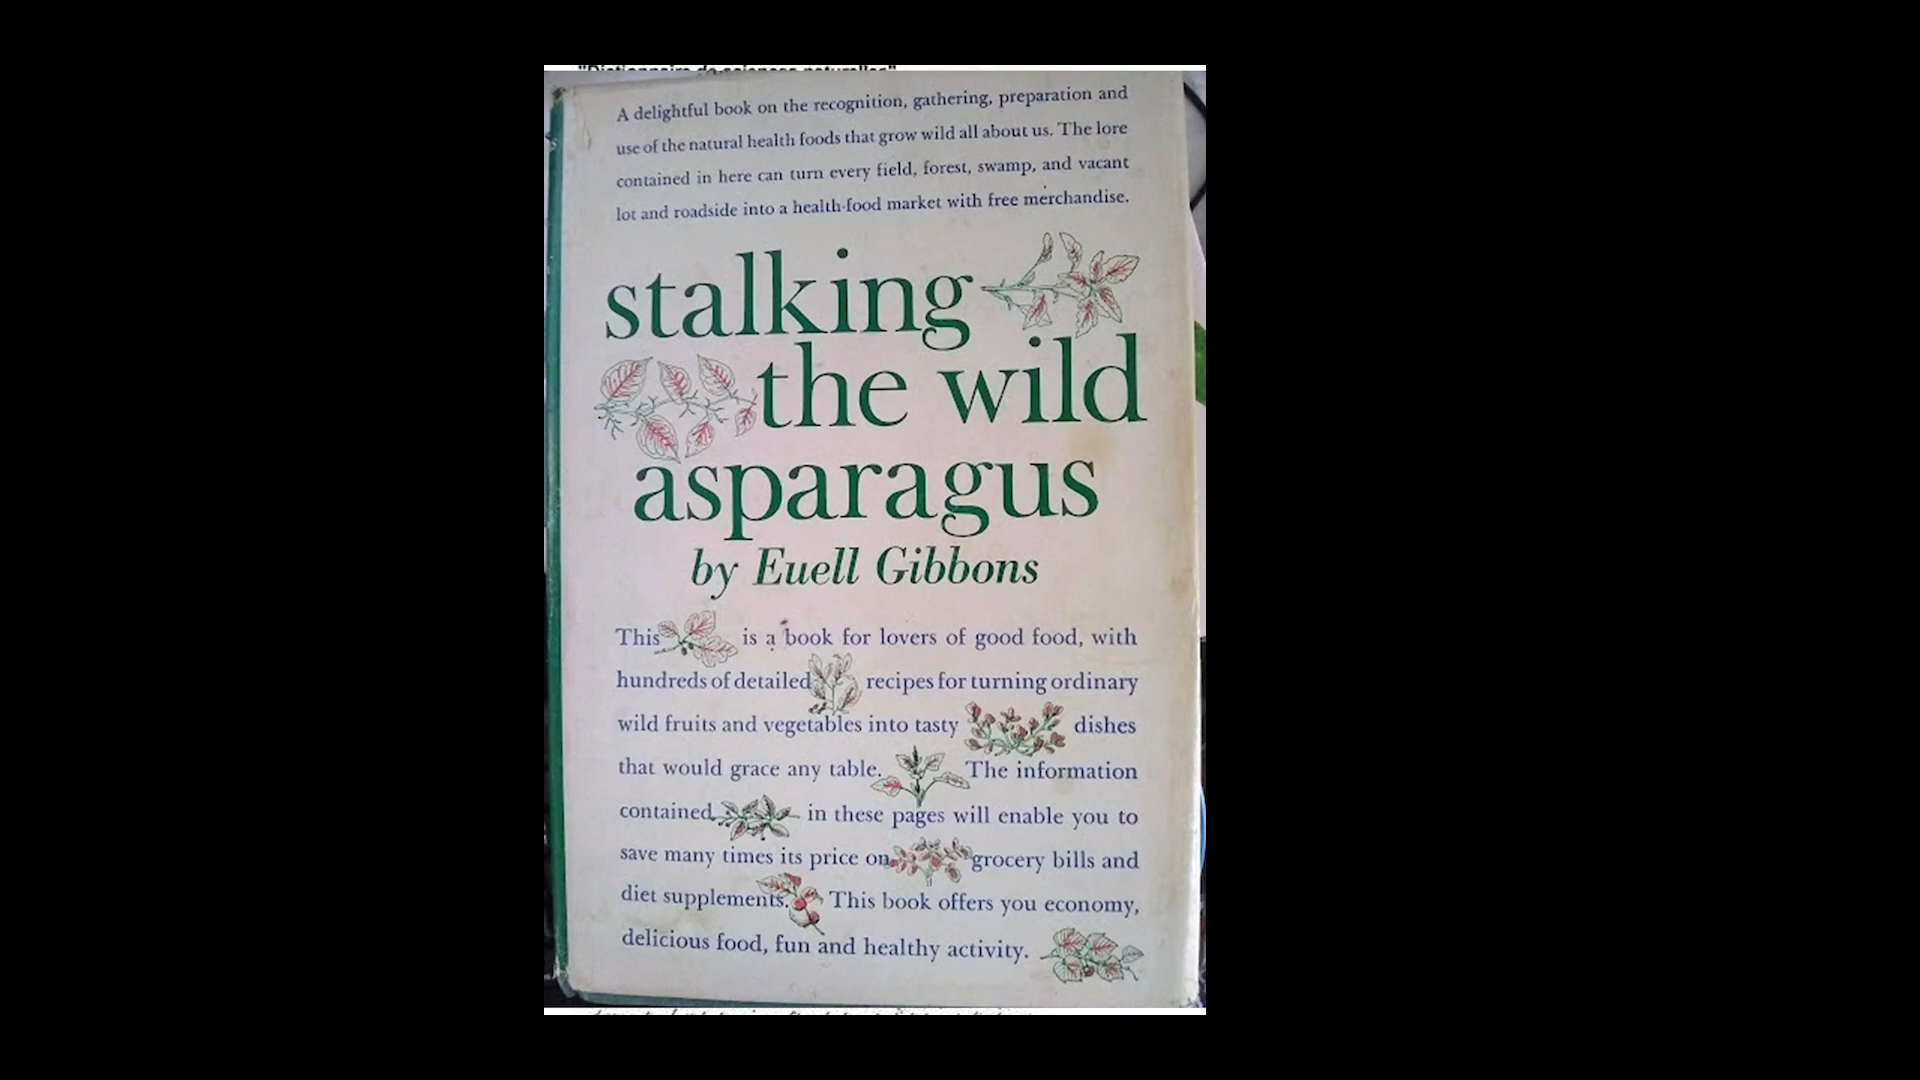 "Dictionnaire de sciences naturelles"
A delightful book on the recognition, gathering, preparation and
use of the natural health foods that grow wild all about us. The lore
contained in here can turn every field, forest, swamp, and vacant
lot and roadside into a health-food market with free merchandise.
stalking
the wild
asparagus
by Euell Gibbons
This is a book for lovers of good food, with
hundreds of detailed recipes for turning ordinary
wild fruits and vegetables into tasty dishes
that would grace any table. The information
contained in these pages will enable you to
save many times its price on grocery bills and
diet supplements. This book offers you economy,
delicious food, fun and healthy activity.